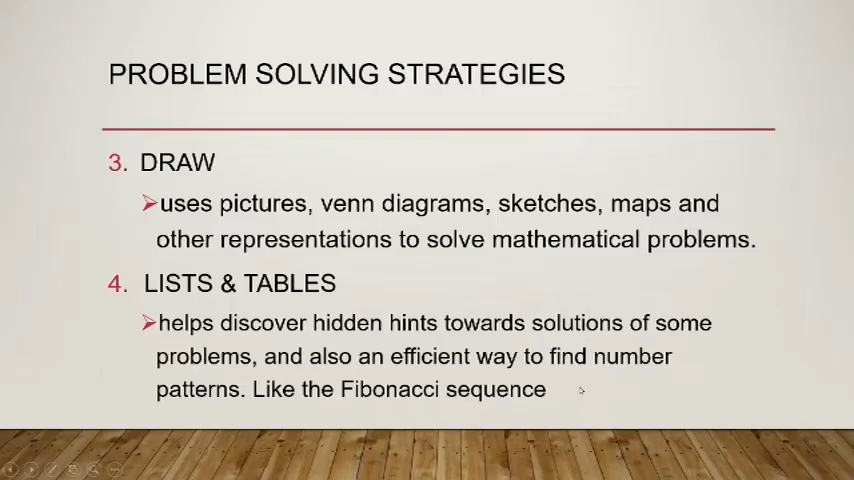 PROBLEM SOLVING STRATEGIES
3. DRAW
uses pictures, venn diagrams, sketches, maps and
other representations to solve mathematical problems.
4. LISTS & TABLES
helps discover hidden hints towards solutions of some
problems, and also an efficient way to find number
patterns. Like the Fibonacci sequence